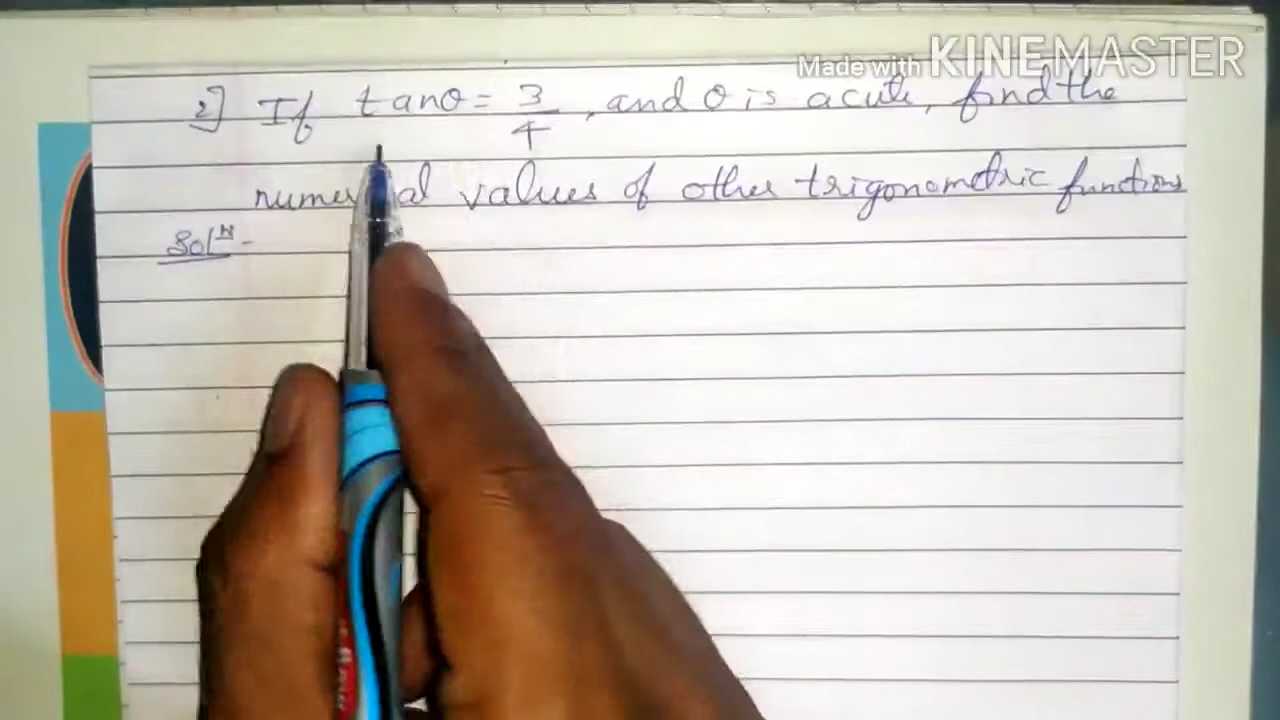 Made with KINEMASTER
2] If tanθ = 3/4, and θ is acute, find the
values of other trigonometric functions
Solᴺ -